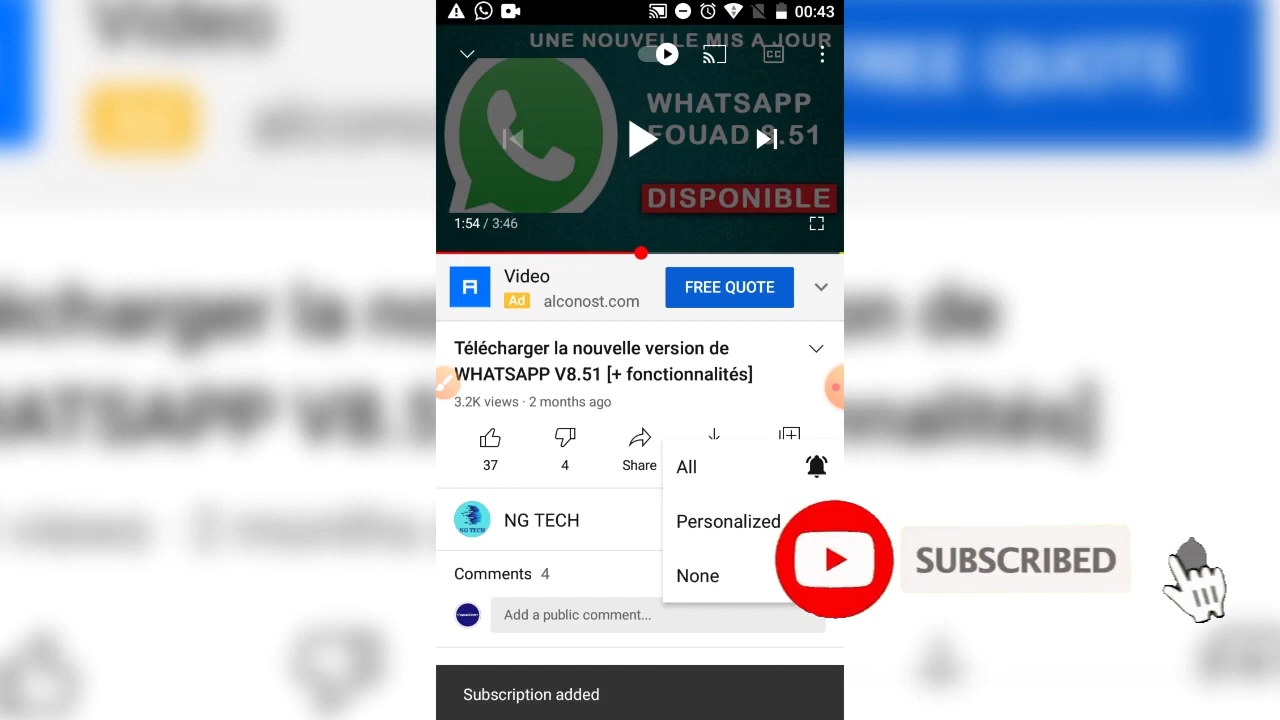 00:43
UNE NOUVELLE MIS A JOUR
WHATSAPP
FOUAD 8.51
DISPONIBLE
1:54 / 3:46
Video
Ad alconost.com
FREE QUOTE
Télécharger la nouvelle version de
WHATSAPP V8.51 [+ fonctionnalités]
3.2K views · 2 months ago
37
4
Share
All
Personalized
None
NG TECH
NG TECH
Comments 4
Add a public comment...
SUBSCRIBED
Subscription added